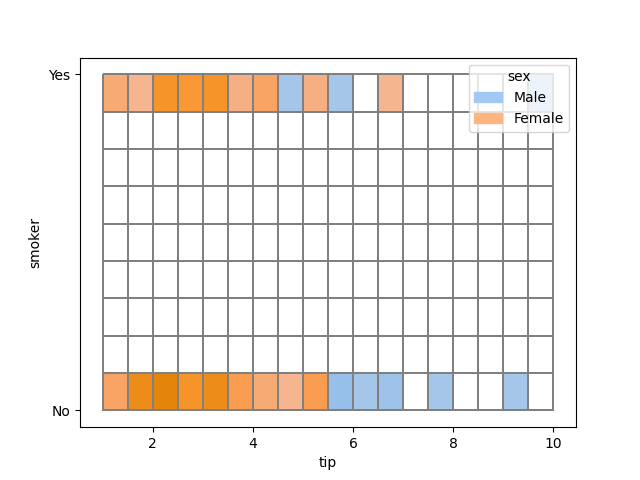 Yes
sex
Male
Female
smoker
No
2 4 6 8 10
tip